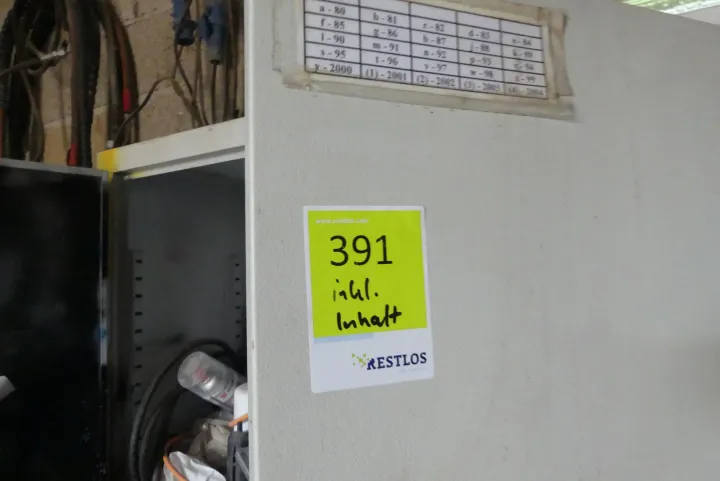 a - 80 b - 81 c - 82 d - 83 e - 84
f - 85 g - 86 h - 87 j - 88 k - 89
l - 90 m - 91 n - 92 p - 93
s - 95 t - 96 v - 97 w - 98 - 99
y - 2000 (1) - 2001 (2) - 2002 (3) - 2003 (4) - 2004
391
inkl.
Inhalt
RESTLOS